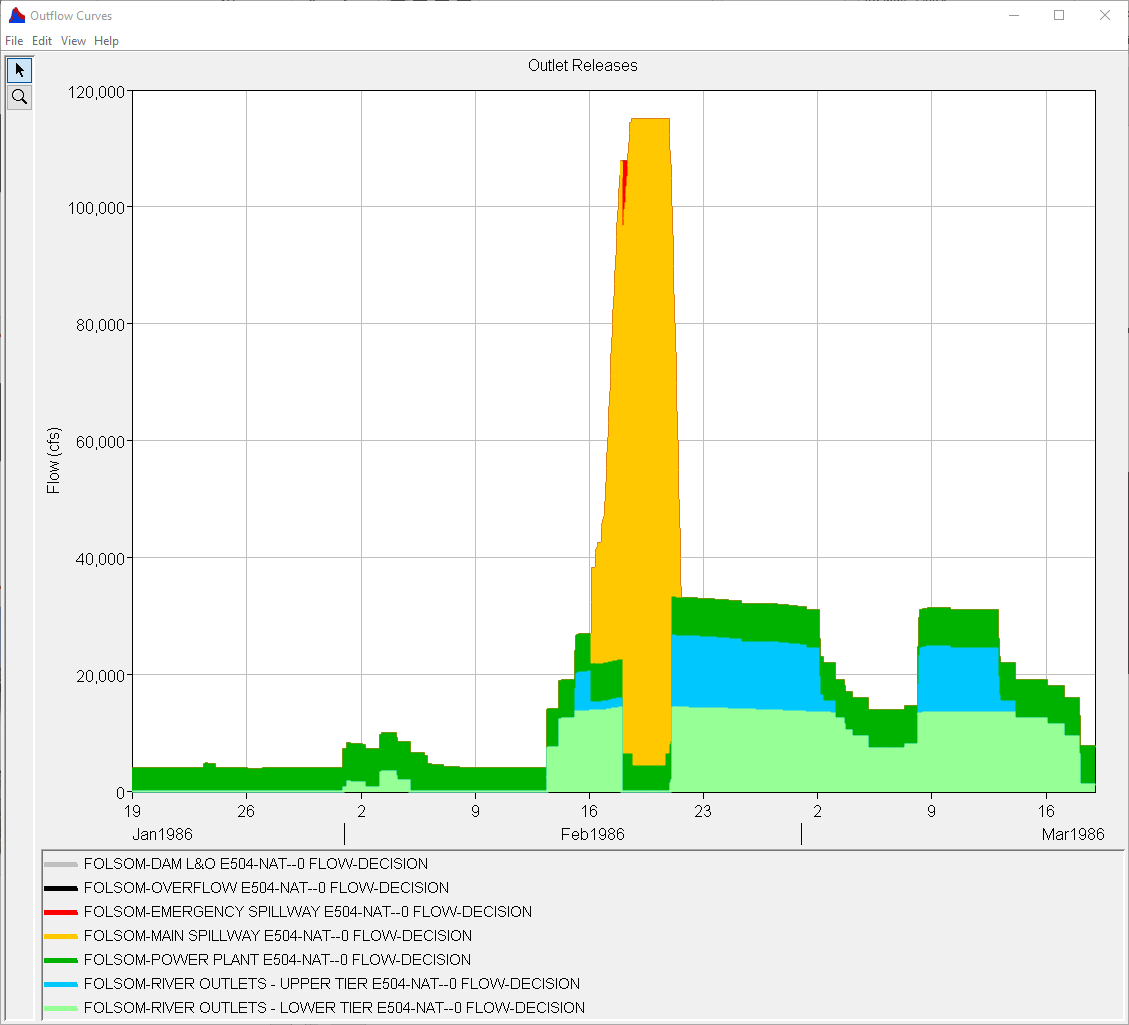 Outflow Curves
File Edit View Help
Outlet Releases
120,000
100,000
80,000
60,000
40,000
20,000
0
Flow (cfs)
19 26 2 9 16 23 2 9 16
Jan1986 Feb1986 Mar1986
FOLSOM-DAM L&O E504-NAT--0 FLOW-DECISION
FOLSOM-OVERFLOW E504-NAT--0 FLOW-DECISION
FOLSOM-EMERGENCY SPILLWAY E504-NAT--0 FLOW-DECISION
FOLSOM-MAIN SPILLWAY E504-NAT--0 FLOW-DECISION
FOLSOM-POWER PLANT E504-NAT--0 FLOW-DECISION
FOLSOM-RIVER OUTLETS - UPPER TIER E504-NAT--0 FLOW-DECISION
FOLSOM-RIVER OUTLETS - LOWER TIER E504-NAT--0 FLOW-DECISION